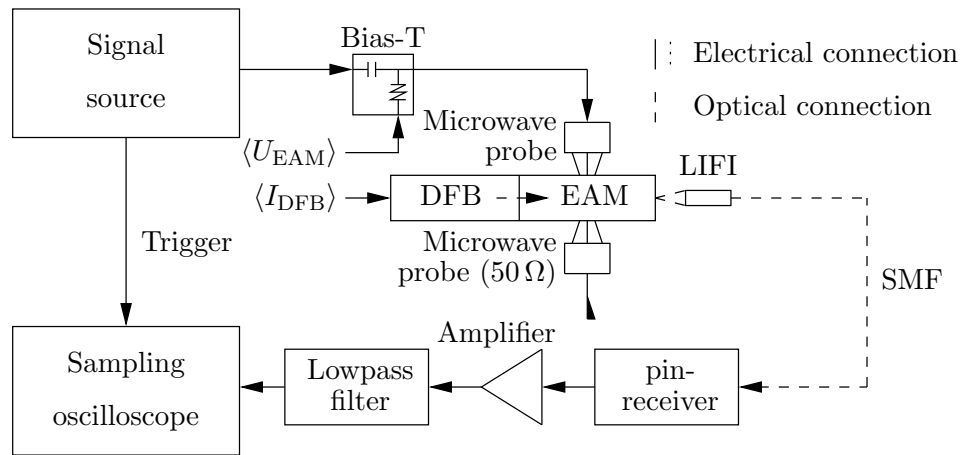 Signal
source
Bias-T
Electrical connection
Optical connection
Microwave
probe
⟨U_EAM⟩
LIFI
⟨I_DFB⟩
DFB
EAM
Trigger
Microwave
probe (50 Ω)
SMF
Amplifier
Sampling
oscilloscope
Lowpass
filter
pin-
receiver